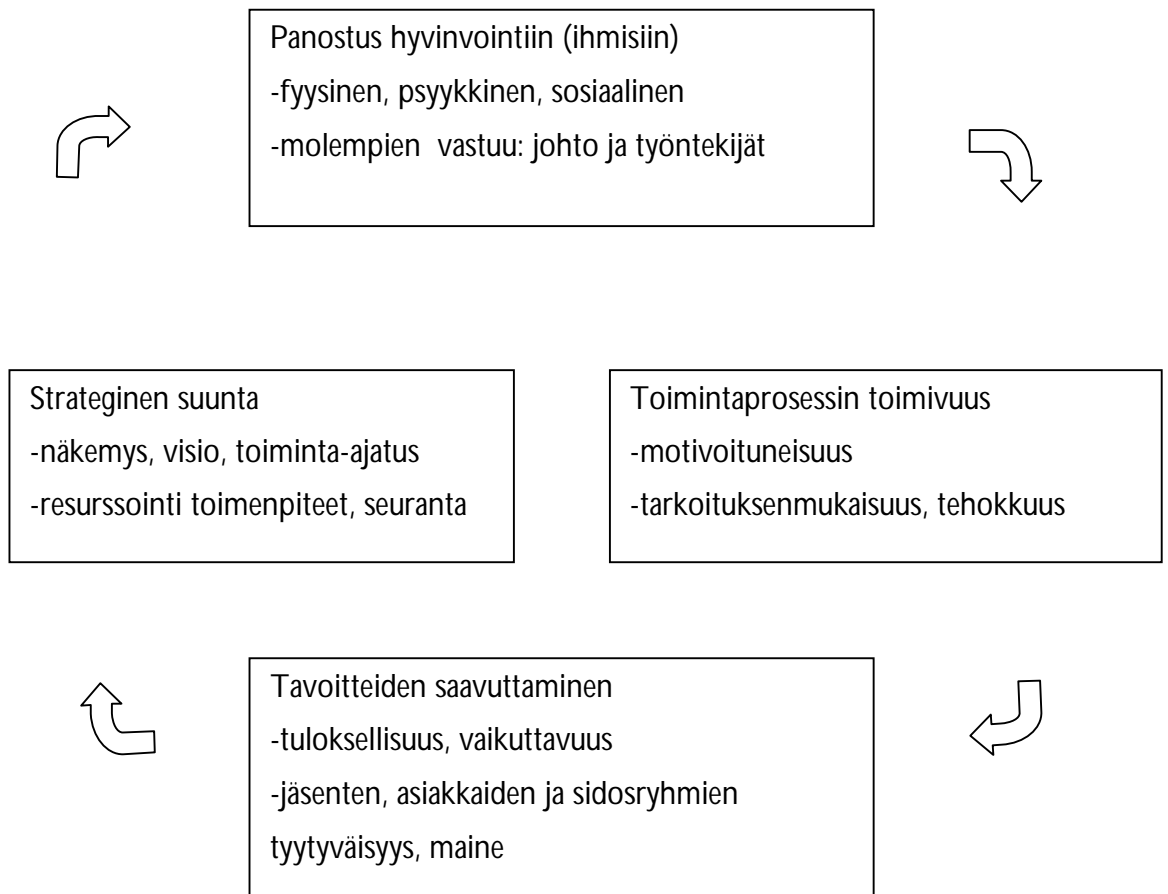 Panostus hyvinvointiin (ihmisiin)
-fyysinen, psyykkinen, sosiaalinen
-molempien vastuu: johto ja työntekijät
Strateginen suunta
-näkemys, visio, toiminta-ajatus
-resurssointi toimenpiteet, seuranta
Toimintaprosessin toimivuus
-motivoituneisuus
-tarkoituksenmukaisuus, tehokkuus
Tavoitteiden saavuttaminen
-tuloksellisuus, vaikuttavuus
-jäsenten, asiakkaiden ja sidosryhmien
tyytyväisyys, maine